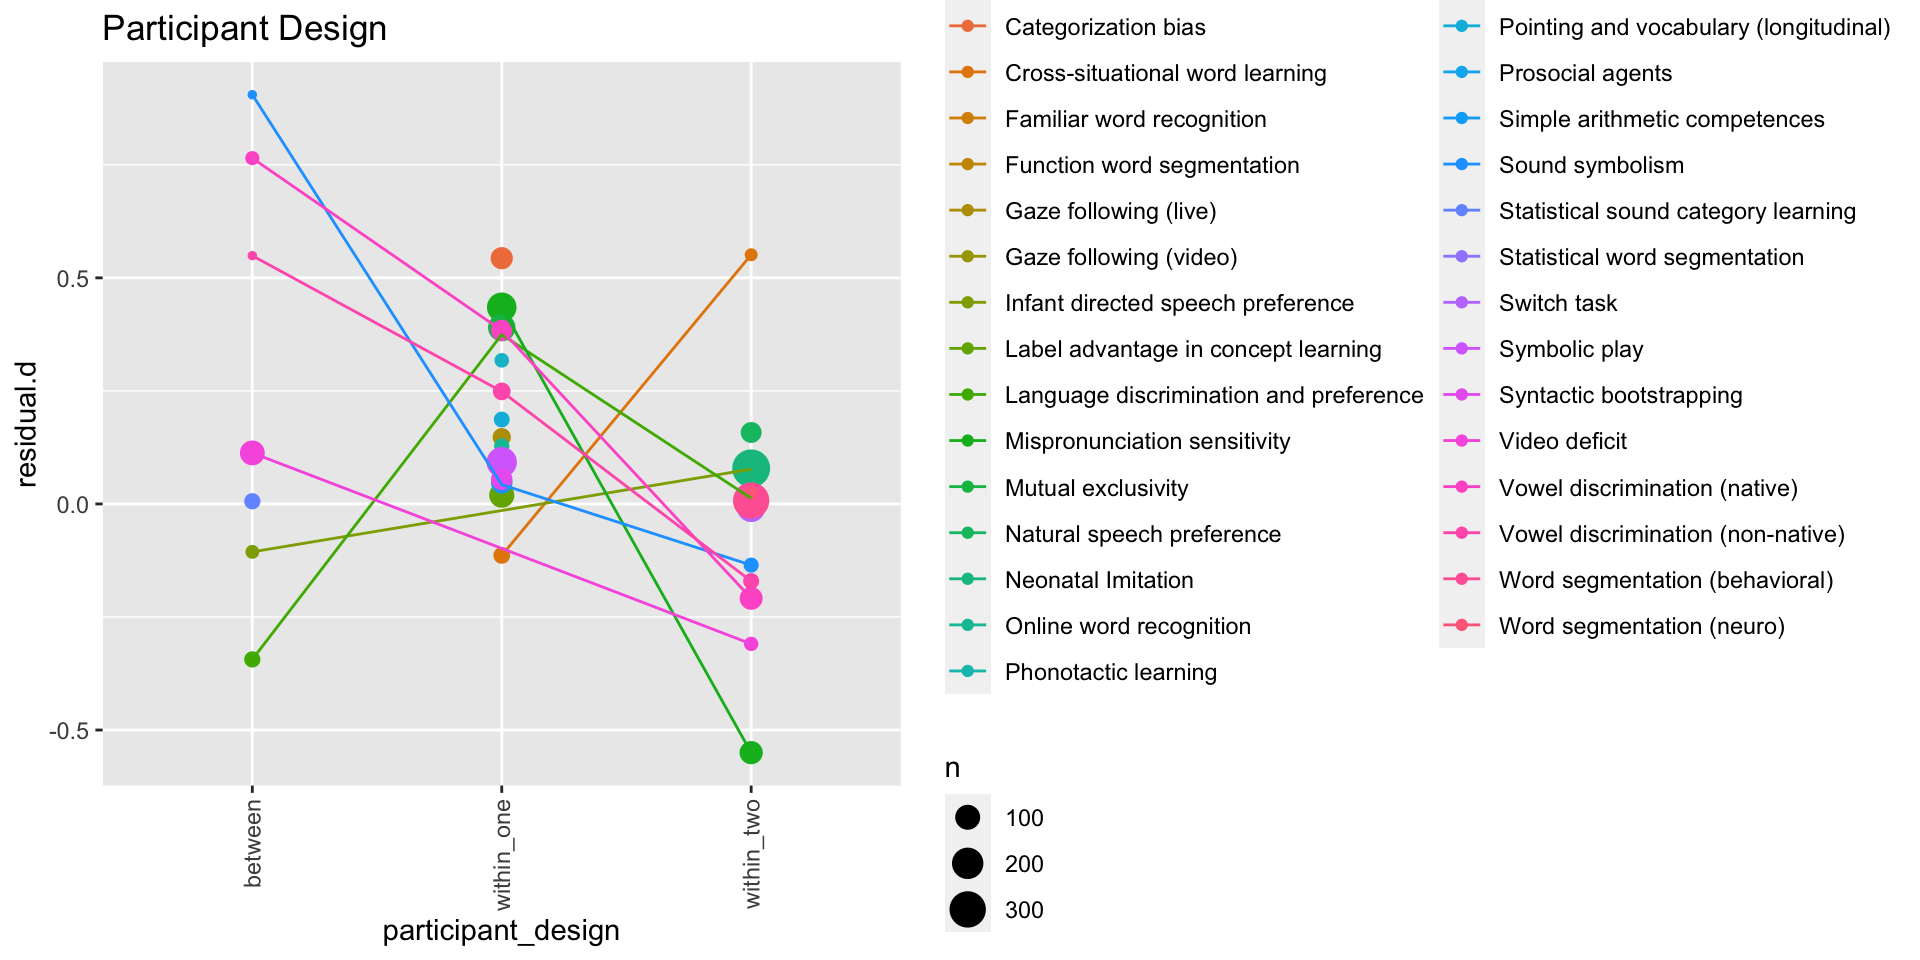 Participant Design
residual.d
0.5
0.0
-0.5
between
within_one
within_two
participant_design
Categorization bias
Cross-situational word learning
Familiar word recognition
Function word segmentation
Gaze following (live)
Gaze following (video)
Infant directed speech preference
Label advantage in concept learning
Language discrimination and preference
Mispronunciation sensitivity
Mutual exclusivity
Natural speech preference
Neonatal Imitation
Online word recognition
Phonotactic learning
Pointing and vocabulary (longitudinal)
Prosocial agents
Simple arithmetic competences
Sound symbolism
Statistical sound category learning
Statistical word segmentation
Switch task
Symbolic play
Syntactic bootstrapping
Video deficit
Vowel discrimination (native)
Vowel discrimination (non-native)
Word segmentation (behavioral)
Word segmentation (neuro)
n
100
200
300